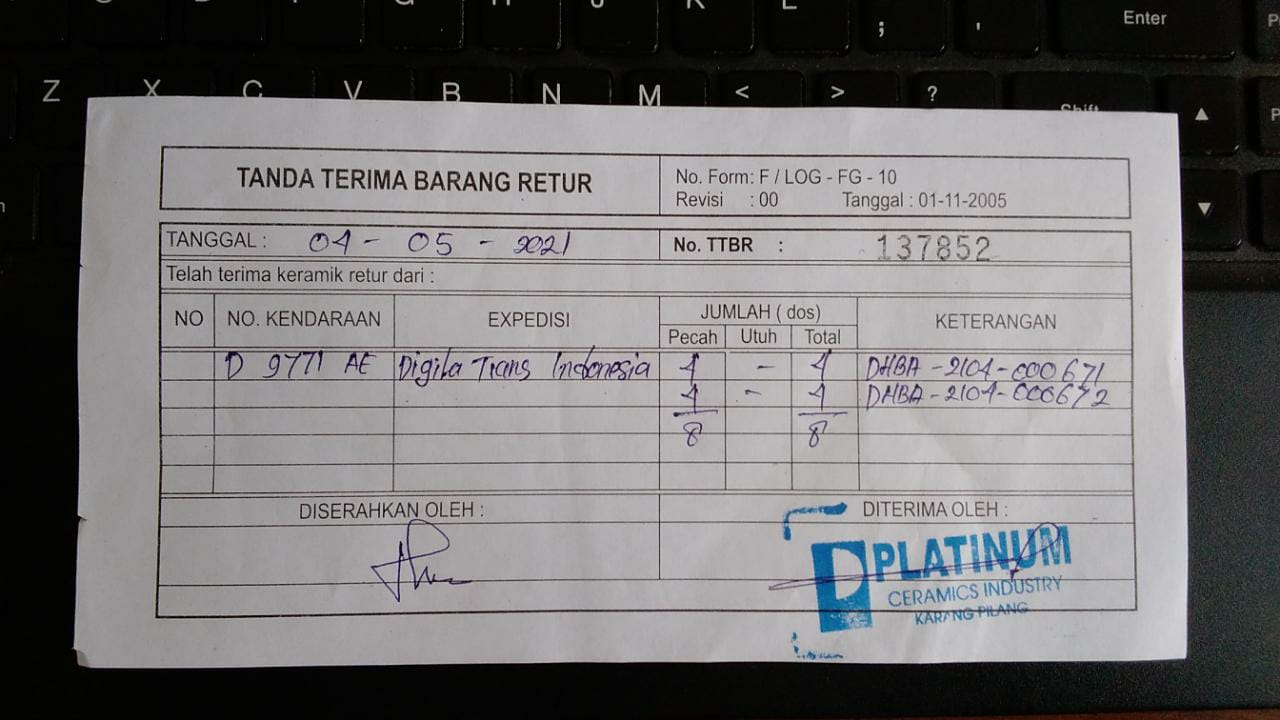 Enter
Z X C V B N M < > ?
TANDA TERIMA BARANG RETUR
No. Form: F / LOG - FG - 10
Revisi : 00 Tanggal : 01-11-2005
TANGGAL : 04 - 05 - 2021 No. TTBR : 137852
Telah terima keramik retur dari :
NO NO. KENDARAAN EXPEDISI JUMLAH ( dos) KETERANGAN
Pecah Utuh Total
D 9771 AE Digita Trans Indonesia 4 - 4 DHBA - 2104 - 000671
4 - 4 DHBA - 2104 - 000672
8 8
DISERAHKAN OLEH : DITERIMA OLEH :
PLATINUM
CERAMICS INDUSTRY
KARANG PILANG